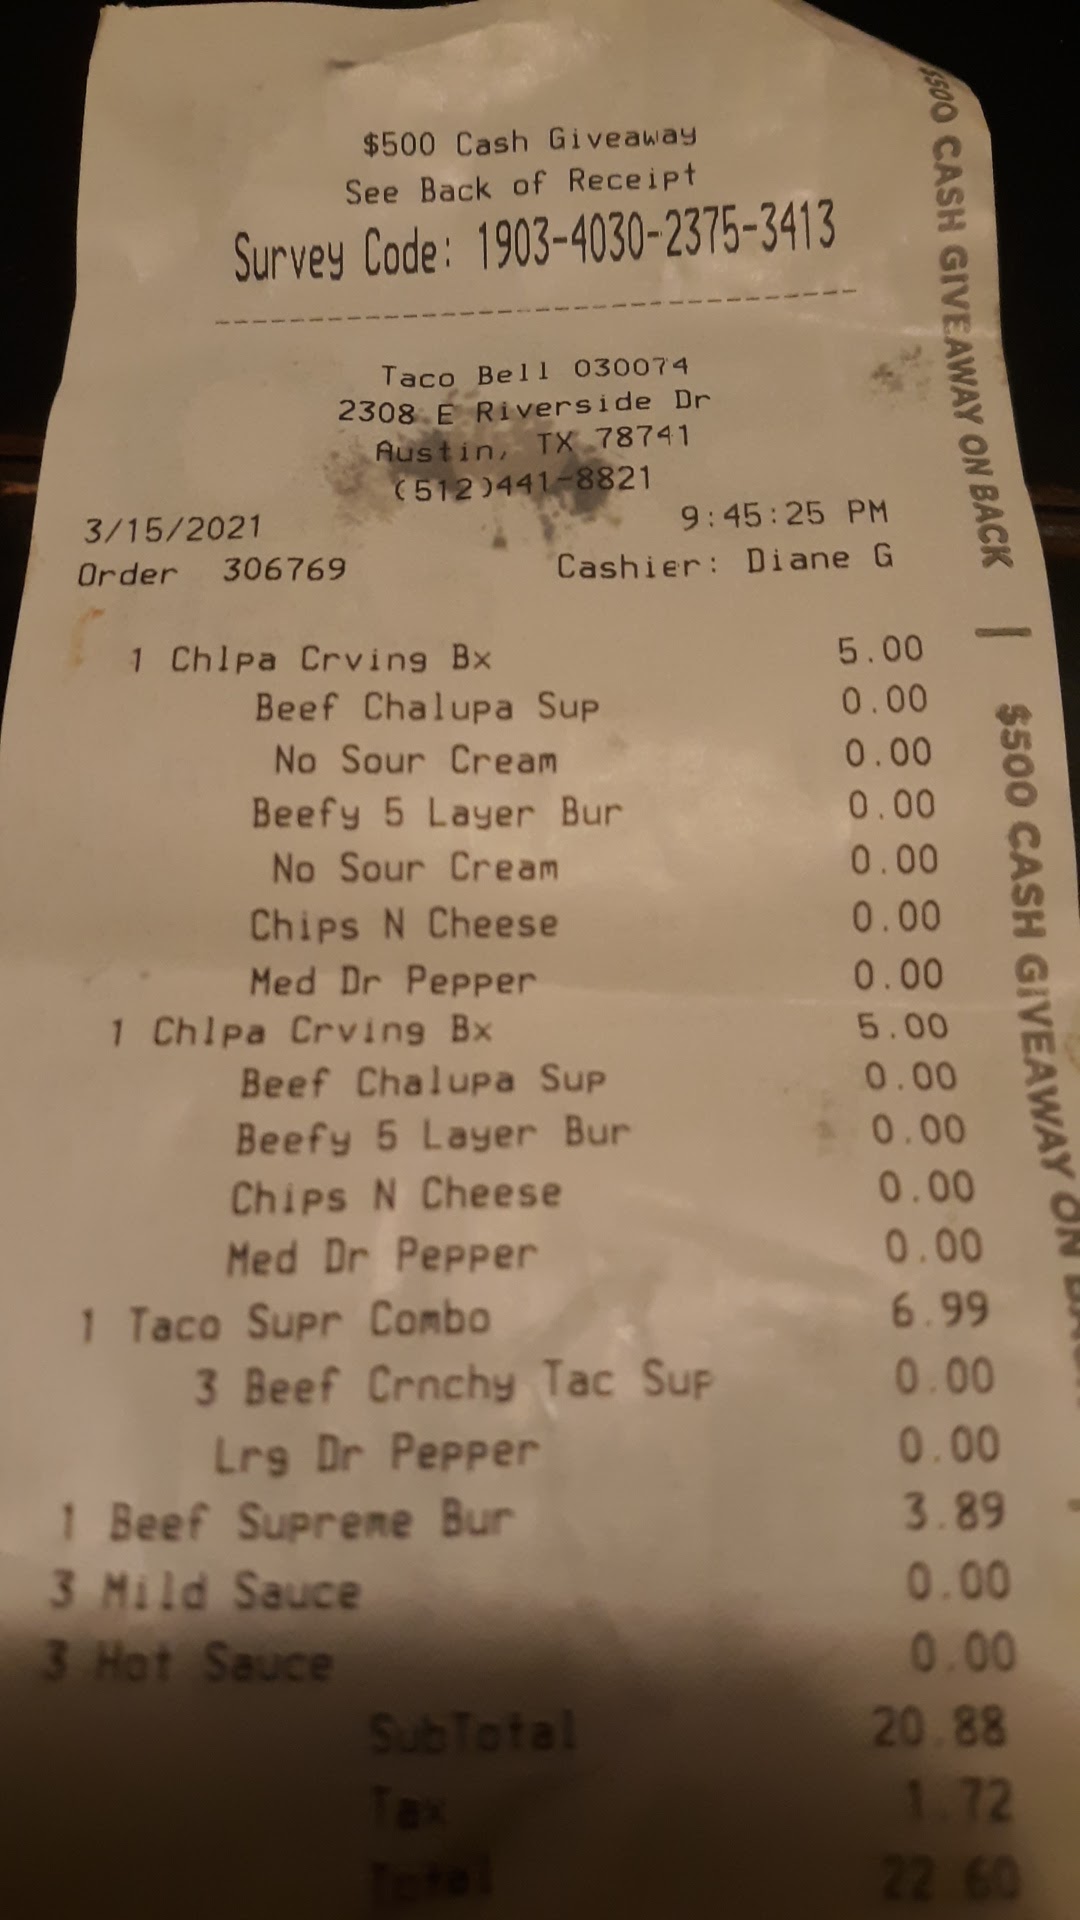 $500 Cash Giveaway
See Back of Receipt
Survey Code: 1903-4030-2375-3413
Taco Bell 030074
2308 E Riverside Dr
Austin, TX 78741
(512)441-8821
3/15/2021 9:45:25 PM
Order 306769 Cashier: Diane G
1 Chlpa Crving Bx 5.00
Beef Chalupa Sup 0.00
No Sour Cream 0.00
Beefy 5 Layer Bur 0.00
No Sour Cream 0.00
Chips N Cheese 0.00
Med Dr Pepper 0.00
1 Chlpa Crving Bx 5.00
Beef Chalupa Sup 0.00
Beefy 5 Layer Bur 0.00
Chips N Cheese 0.00
Med Dr Pepper 0.00
1 Taco Supr Combo 6.99
3 Beef Crnchy Tac Sup 0.00
Lrg Dr Pepper 0.00
1 Beef Supreme Bur 3.89
3 Mild Sauce 0.00
3 Hot Sauce 0.00
SubTotal 20.88
Tax 1.72
Total 22.60
$500 CASH GIVEAWAY ON BACK |
$500 CASH GIVEAWAY ON